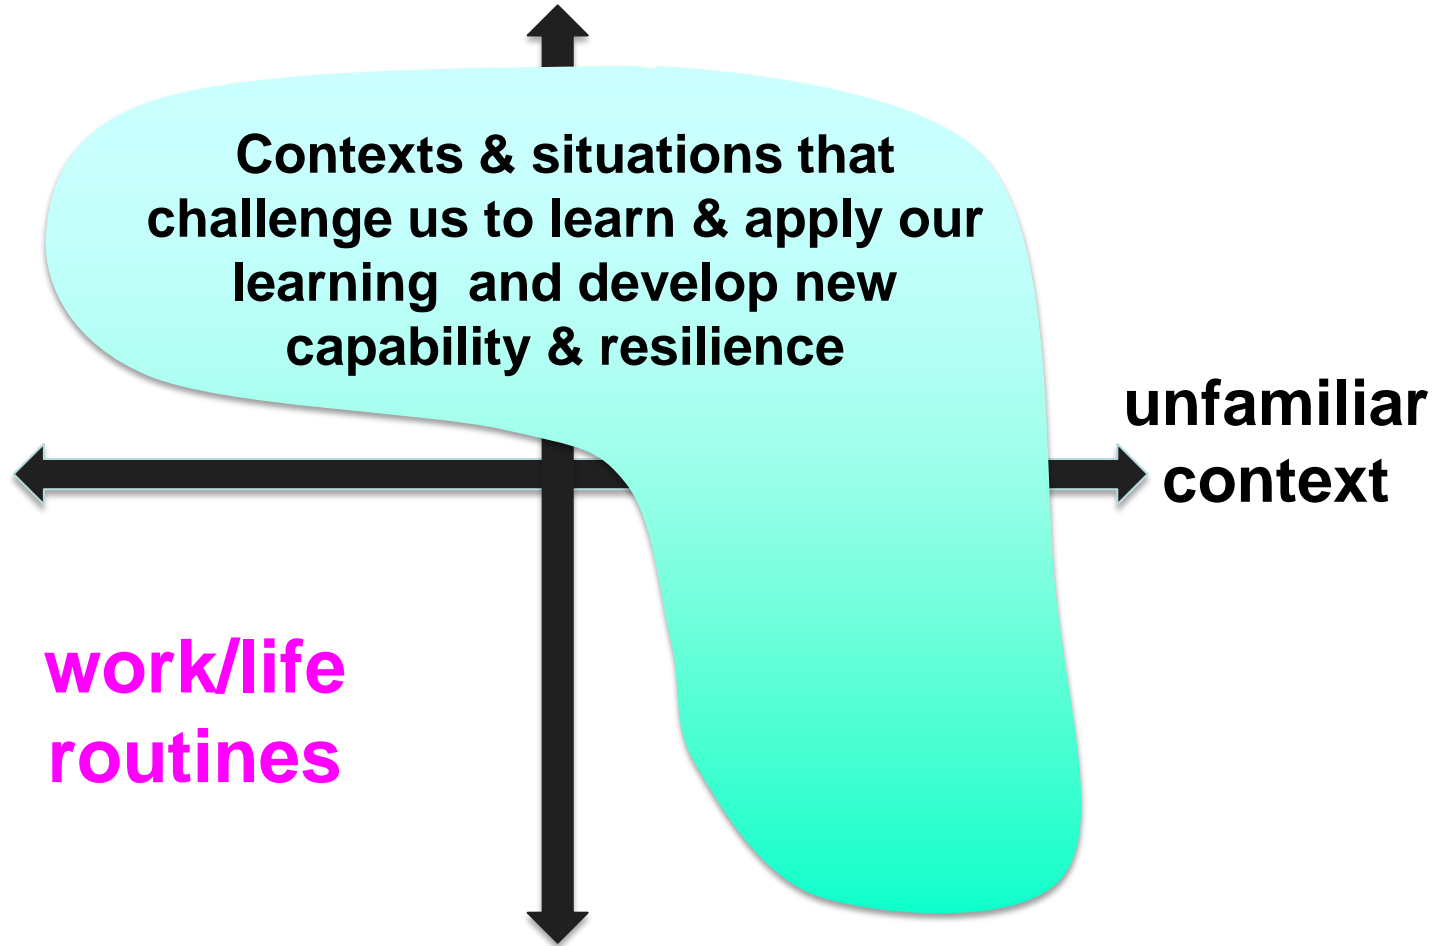 Contexts & situations that
challenge us to learn & apply our
learning  and develop new
capability & resilience
unfamiliar
context
work/life
routines